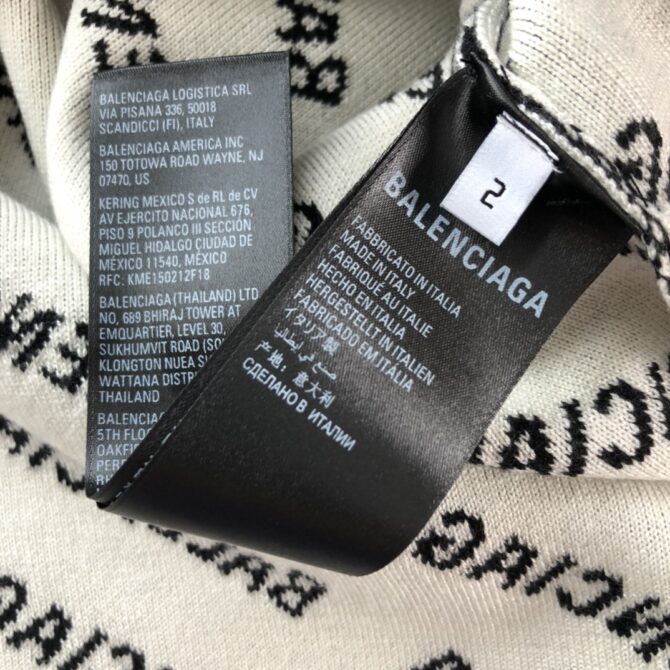 BALENCIAGA LOGISTICA SRL
VIA PISANA 336, 50018
SCANDICCI (FI), ITALY
BALENCIAGA AMERICA INC
150 TOTOWA ROAD WAYNE, NJ
07470, US
KERING MEXICO S de RL de CV
AV EJERCITO NACIONAL 676,
PISO 9 POLANCO III SECCIÓN
MIGUEL HIDALGO CIUDAD DE
MÉXICO 11540, MÉXICO
RFC: KME150212F18
BALENCIAGA (THAILAND) LTD
NO, 689 BHIRAJ TOWER AT
EMQUARTIER, LEVEL 30,
SUKHUMVIT ROAD
KLONGTON NUEA
WATTANA
THAILAND
5TH
2
BALENCIAGA
FABBRICATO IN ITALIA
MADE IN ITALY
FABRIQUÉ AU ITALIE
HECHO EN ITALIA
HERGESTELLT IN ITALIEN
FABRICADO EM ITÁLIA
イタリア製
صنع في إيطاليا
产地: 意大利
СДЕЛАНО В ИТАЛИИ